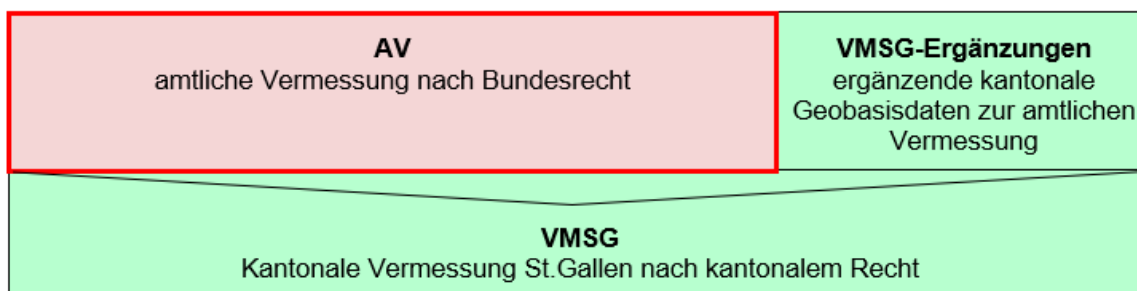 AV
amtliche Vermessung nach Bundesrecht
VMSG-Ergänzungen
ergänzende kantonale
Geobasisdaten zur amtlichen
Vermessung
VMSG
Kantonale Vermessung St.Gallen nach kantonalem Recht